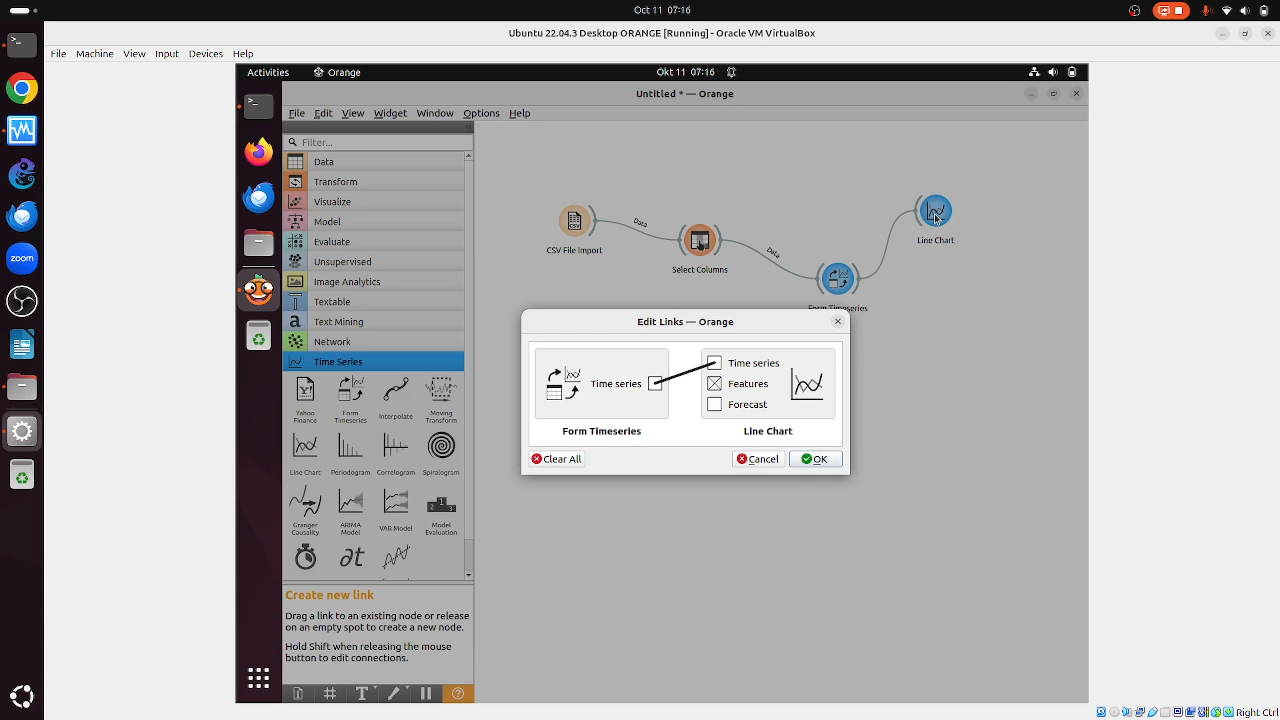 Oct 11 07:16
Ubuntu 22.04.3 Desktop ORANGE [Running] - Oracle VM VirtualBox
File Machine View Input Devices Help
Activities Orange Okt 11 07:16
Untitled * — Orange
File Edit View Widget Window Options Help
Filter...
Data
Transform
Visualize
Model
Evaluate
Unsupervised
Image Analytics
Textable
Text Mining
Network
Time Series
Yahoo Finance
Form Timeseries
Interpolate
Moving Transform
Line Chart
Periodogram
Correlogram
Spiralogram
Granger Causality
ARIMA Model
VAR Model
Model Evaluation
Create new link
Drag a link to an existing node or release
on an empty spot to create a new node.
Hold Shift when releasing the mouse
button to edit connections.
CSV File Import
Data
Select Columns
Data
Form Timeseries
Line Chart
Edit Links — Orange
Time series
Form Timeseries
Time series
Features
Forecast
Line Chart
Clear All
Cancel
OK
zoom
Right Ctrl